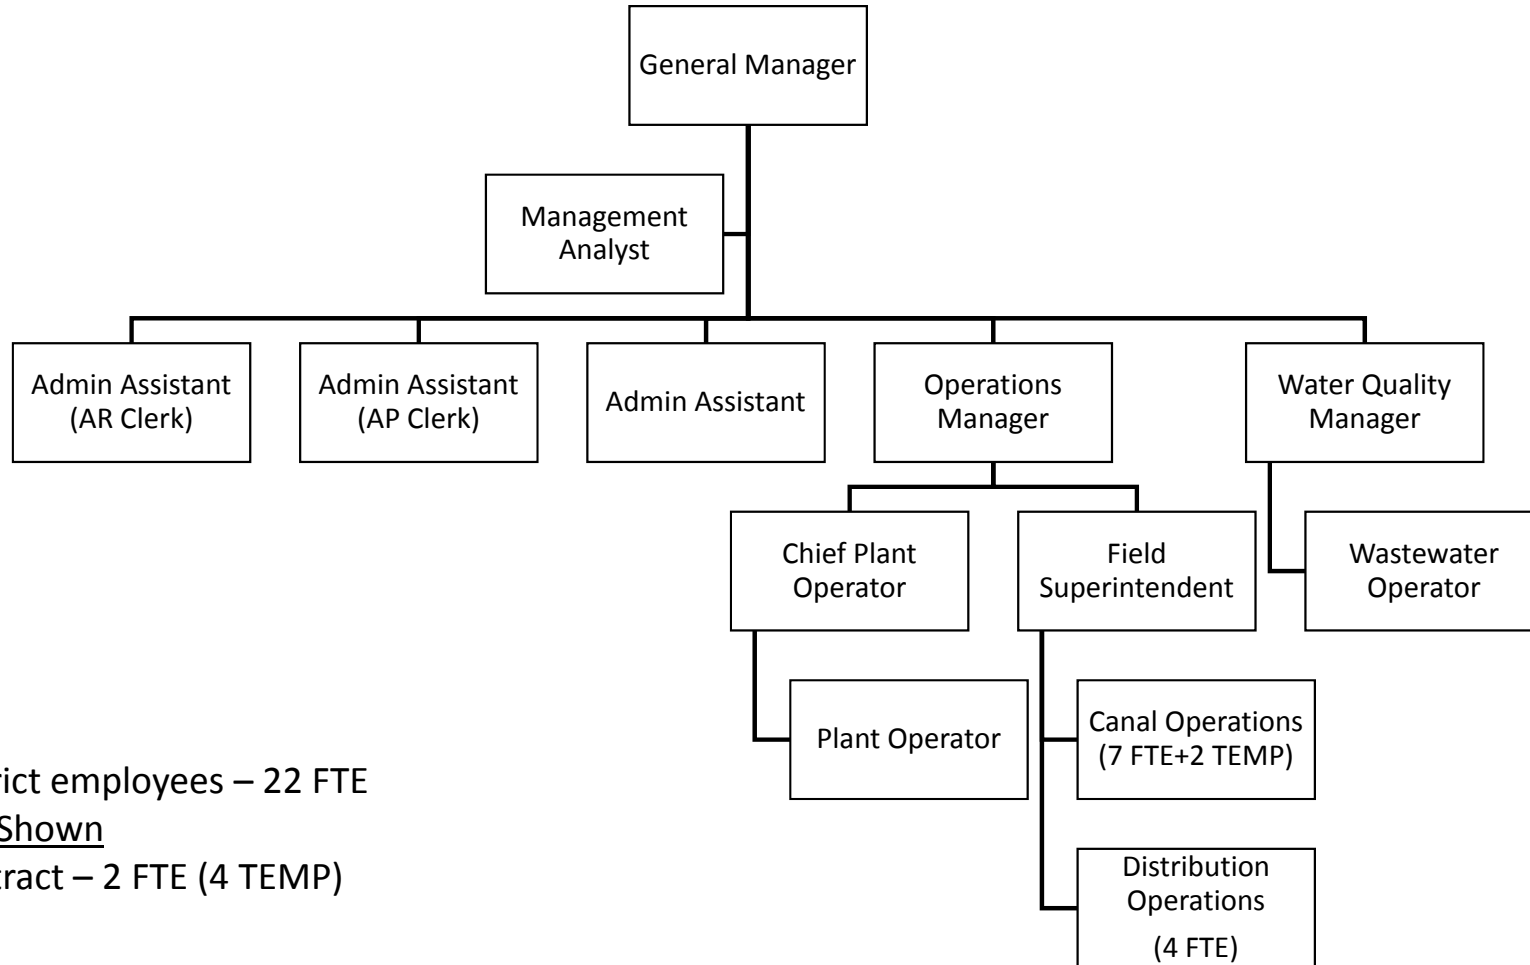 General Manager
Management
Analyst
Admin Assistant
(AR Clerk)
Admin Assistant
(AP Clerk)
Admin Assistant
Operations
Manager
Water Quality
Manager
Chief Plant
Operator
Field
Superintendent
Wastewater
Operator
Plant Operator
Canal Operations
(7 FTE+2 TEMP)
Distribution
Operations
(4 FTE)
rict employees – 22 FTE
Shown
tract – 2 FTE (4 TEMP)